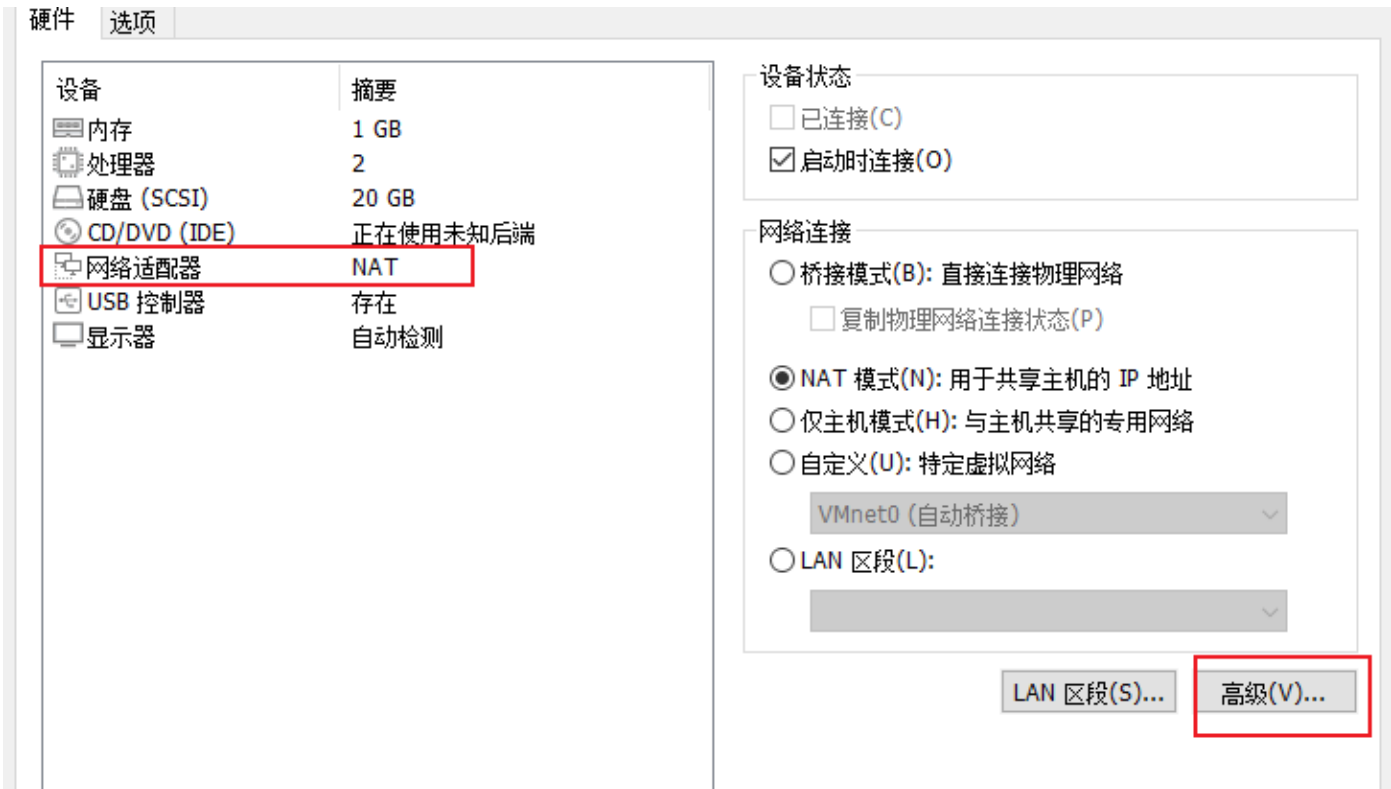 硬件 选项
设备 摘要
内存 1 GB
处理器 2
硬盘 (SCSI) 20 GB
CD/DVD (IDE) 正在使用未知后端
网络适配器 NAT
USB 控制器 存在
显示器 自动检测
设备状态
已连接(C)
启动时连接(O)
网络连接
桥接模式(B): 直接连接物理网络
复制物理网络连接状态(P)
NAT 模式(N): 用于共享主机的 IP 地址
仅主机模式(H): 与主机共享的专用网络
自定义(U): 特定虚拟网络
VMnet0 (自动桥接)
LAN 区段(L):
LAN 区段(S)... 高级(V)...